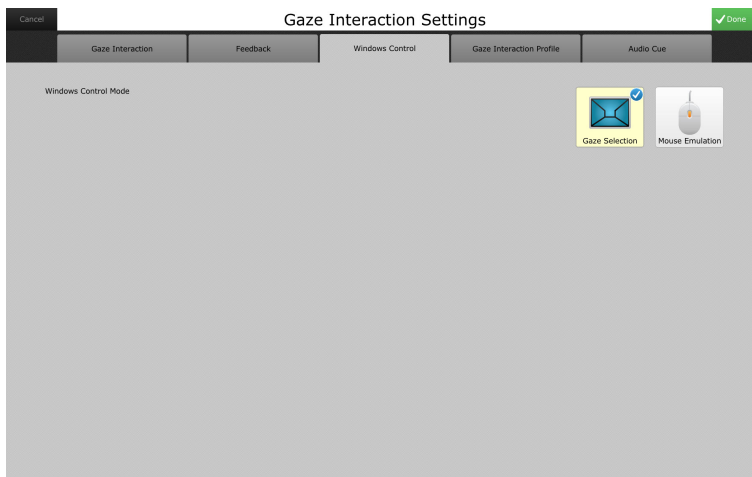 Cancel
Gaze Interaction Settings
Done
Gaze Interaction
Feedback
Windows Control
Gaze Interaction Profile
Audio Cue
Windows Control Mode
Gaze Selection
Mouse Emulation